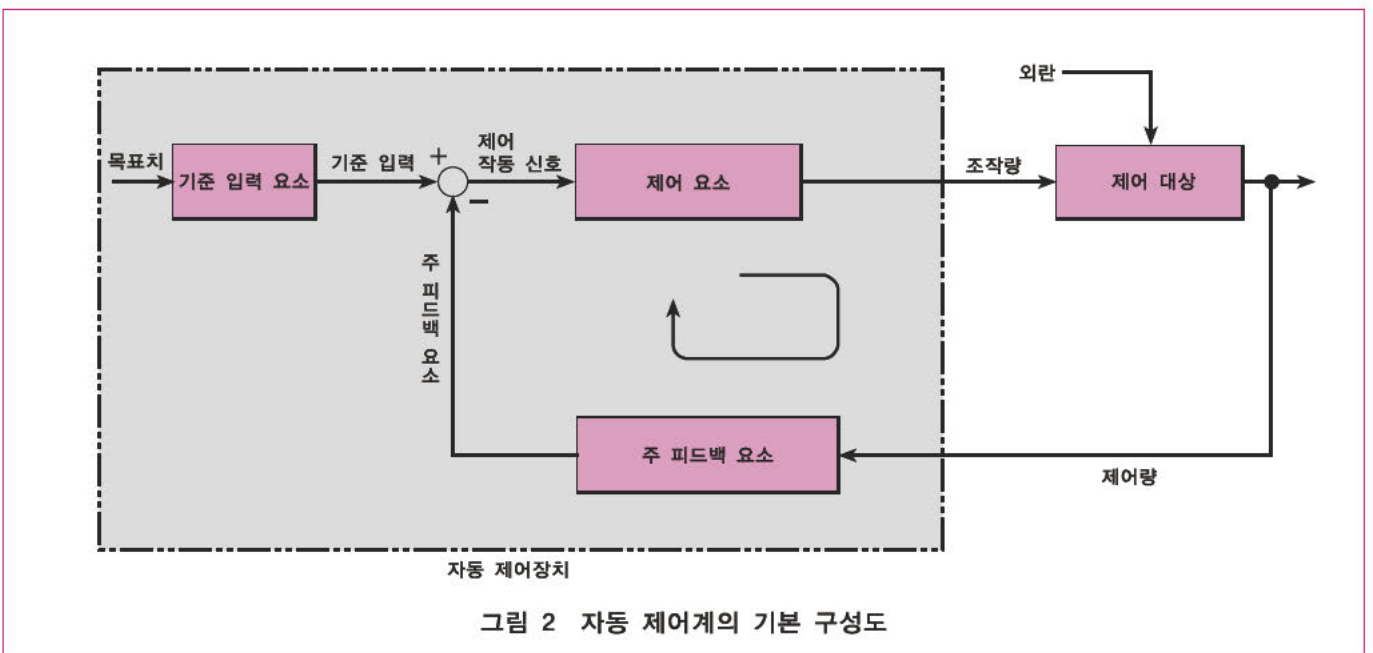 외란
목표치
기준 입력 요소
기준 입력
+
−
제어
작동 신호
제어 요소
조작량
제어 대상
주 피드백 요소
주 피드백 요소
제어량
자동 제어장치
그림 2 자동 제어계의 기본 구성도